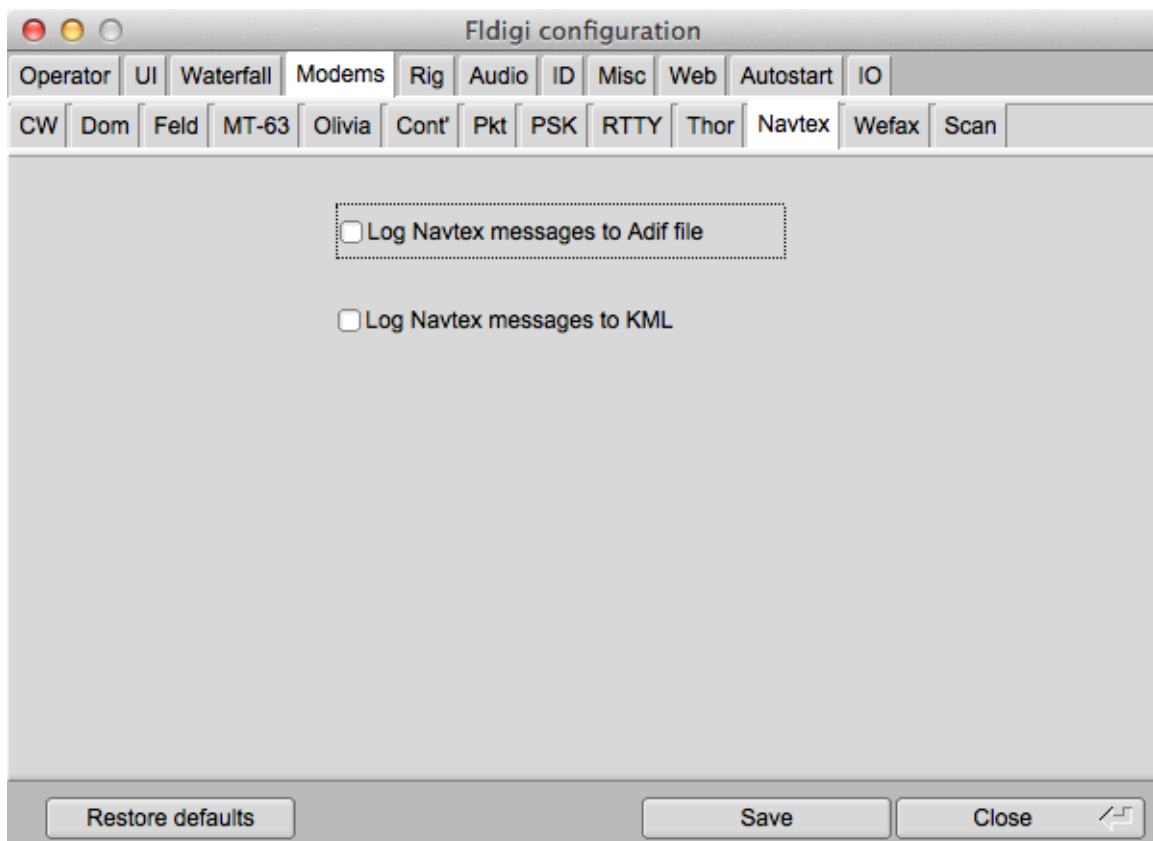 Fldigi configuration
Operator UI Waterfall Modems Rig Audio ID Misc Web Autostart IO
CW Dom Feld MT-63 Olivia Cont' Pkt PSK RTTY Thor Navtex Wefax Scan
Log Navtex messages to Adif file
Log Navtex messages to KML
Restore defaults Save Close